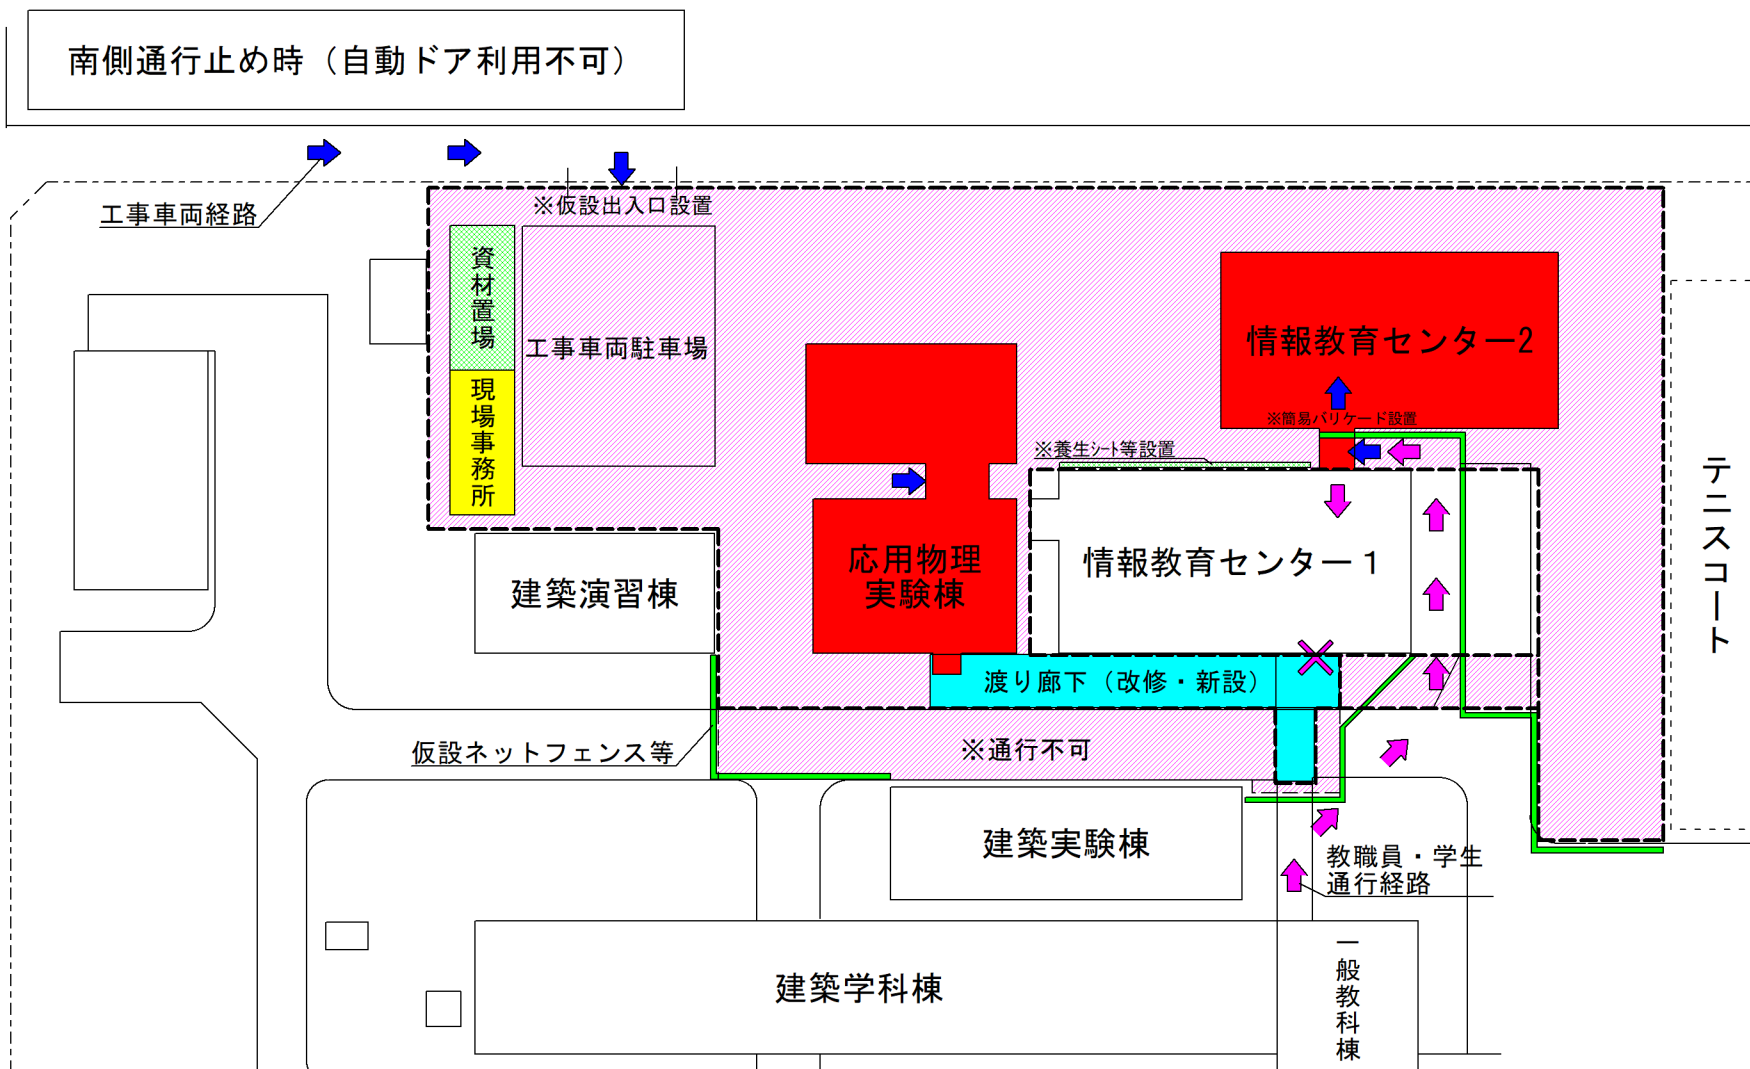 南側通行止め時（自動ドア利用不可）
工事車両経路
※仮設出入口設置
資材置場
工事車両駐車場
現場事務所
情報教育センター2
※簡易バリケード設置
※養生シート等設置
テニスコート
応用物理
実験棟
情報教育センター１
建築演習棟
渡り廊下（改修・新設）
仮設ネットフェンス等
※通行不可
建築実験棟
教職員・学生
通行経路
建築学科棟
一般教科棟